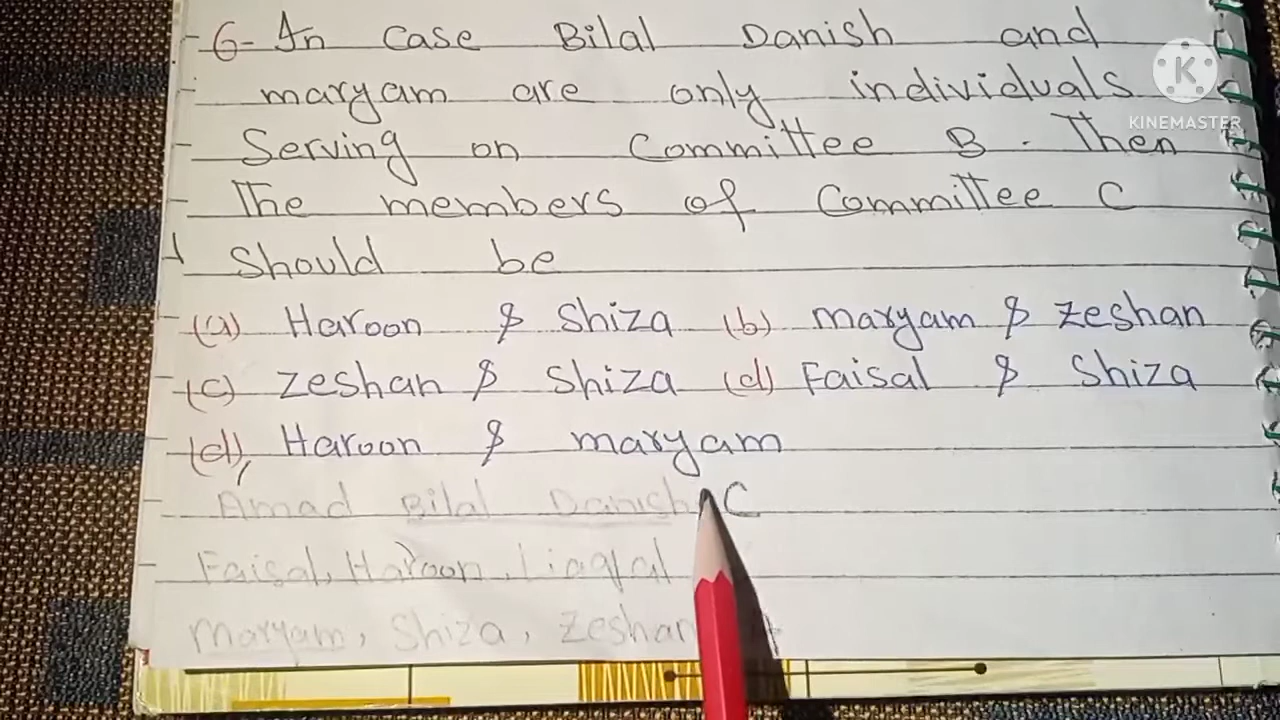 6- In Case Bilal Danish and
maryam are only individuals
Serving on Committee B. Then
The members of Committee C
Should be
(a) Haroon & Shiza (b) maryam & Zeshan
(c) Zeshan & Shiza (d) Faisal & Shiza
(d), Haroon & maryam
Amad Bilal Danish C
Faisal, Haroon, Liaqat
Maryam, Shiza, Zeshan
K
KINEMASTER